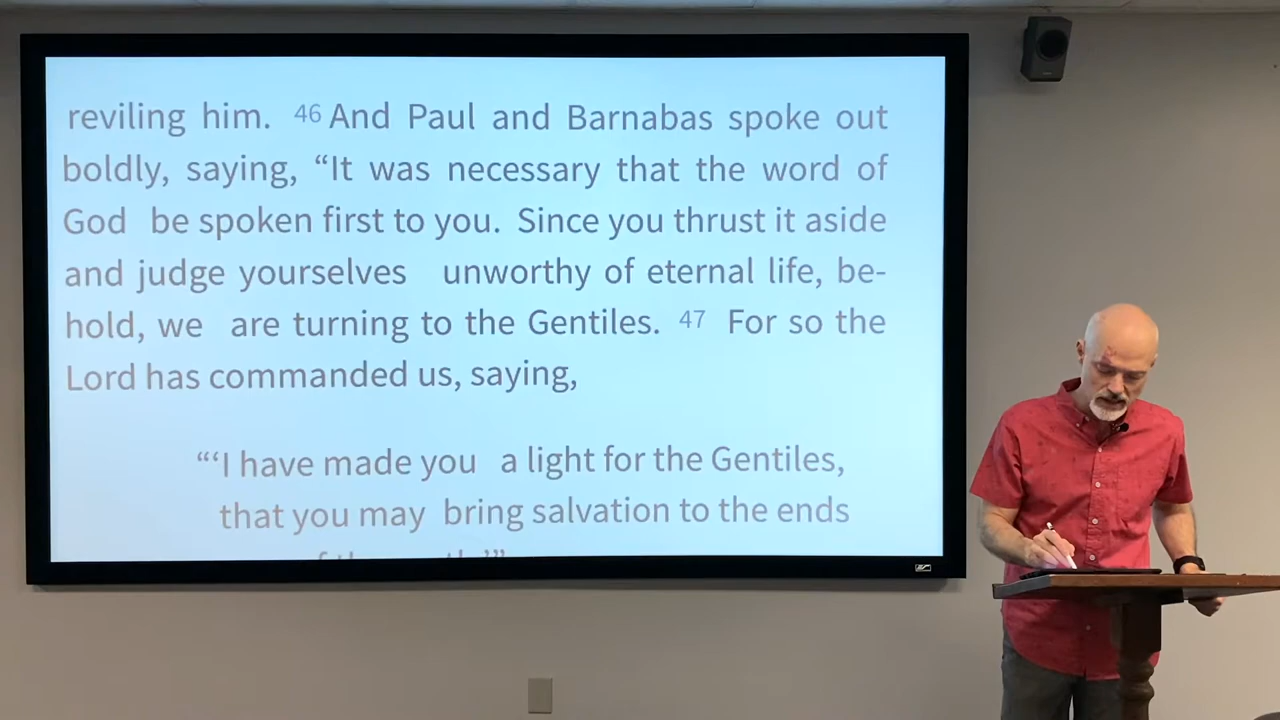 reviling him. 46 And Paul and Barnabas spoke out
boldly, saying, “It was necessary that the word of
God be spoken first to you. Since you thrust it aside
and judge yourselves unworthy of eternal life, be-
hold, we are turning to the Gentiles. 47 For so the
Lord has commanded us, saying,
“‘I have made you a light for the Gentiles,
that you may bring salvation to the ends